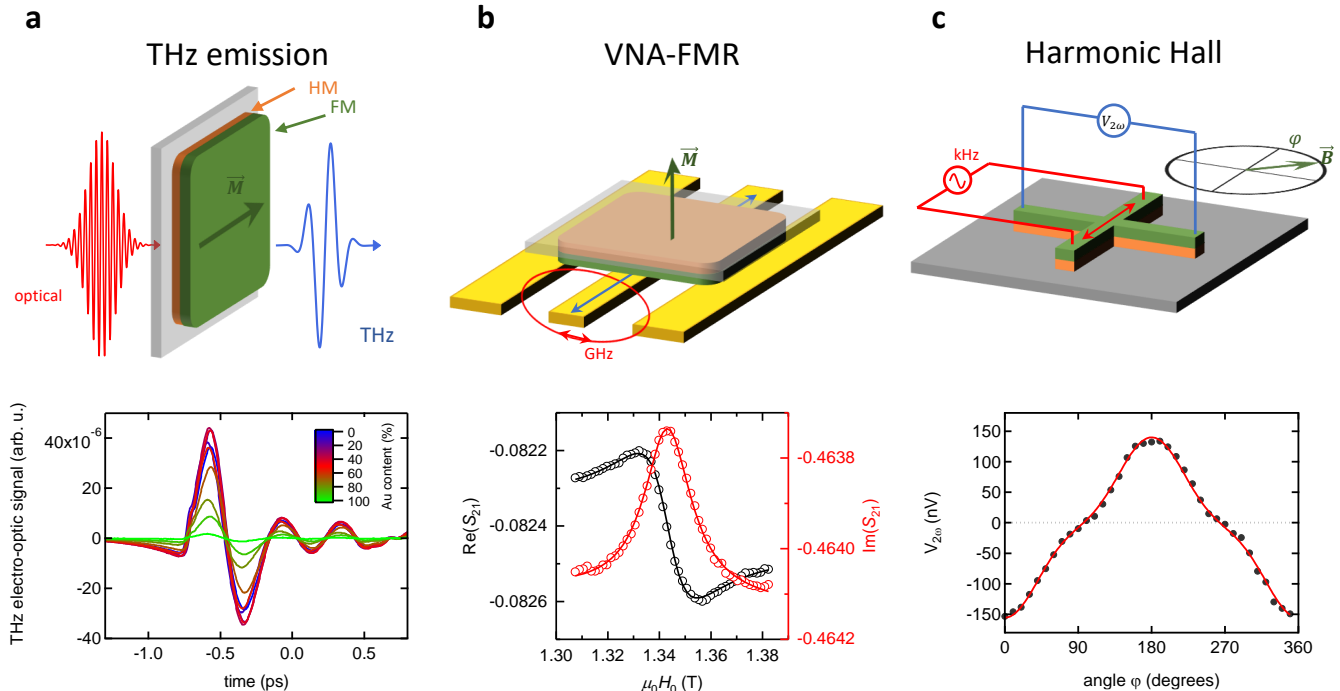 a
THz emission
HM
FM
M
optical
THz
b
VNA-FMR
M
GHz
c
Harmonic Hall
V2ω
kHz
φ
B
THz electro-optic signal (arb. u.)
40x10-6
20
0
-20
-40
-1.0
-0.5
0.0
0.5
time (ps)
0
20
40
60
80
100
Au content (%)
Re(S21)
-0.0822
-0.0824
-0.0826
1.30
1.32
1.34
1.36
1.38
μ0H0 (T)
-0.4638
-0.4640
-0.4642
Im(S21)
V2ω (nV)
150
100
50
0
-50
-100
-150
0
90
180
270
360
angle φ (degrees)